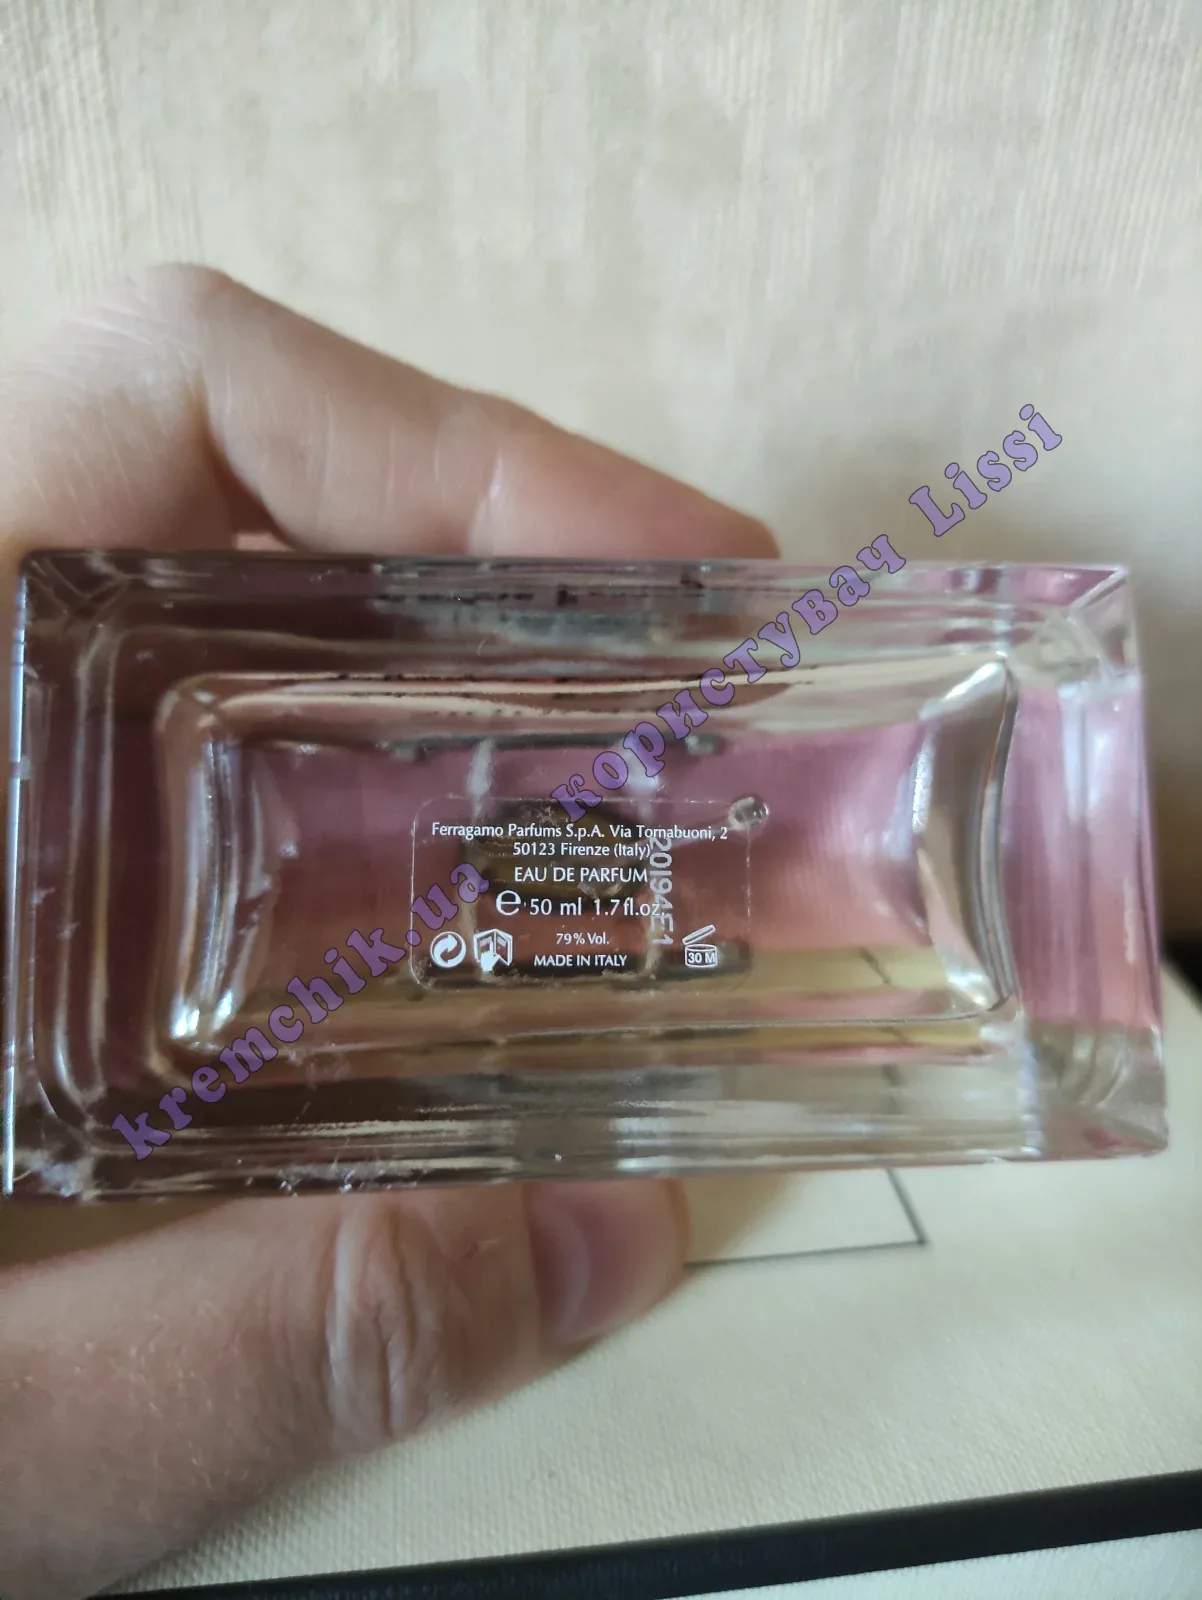 Ferragamo Parfums S.p.A. Via Tornabuoni, 2
50123 Firenze (Italy)
EAU DE PARFUM
e 50 ml 1.7 fl.oz.
79% Vol.
MADE IN ITALY
30 M
20194E1
kremchik.ua користувач Lissi